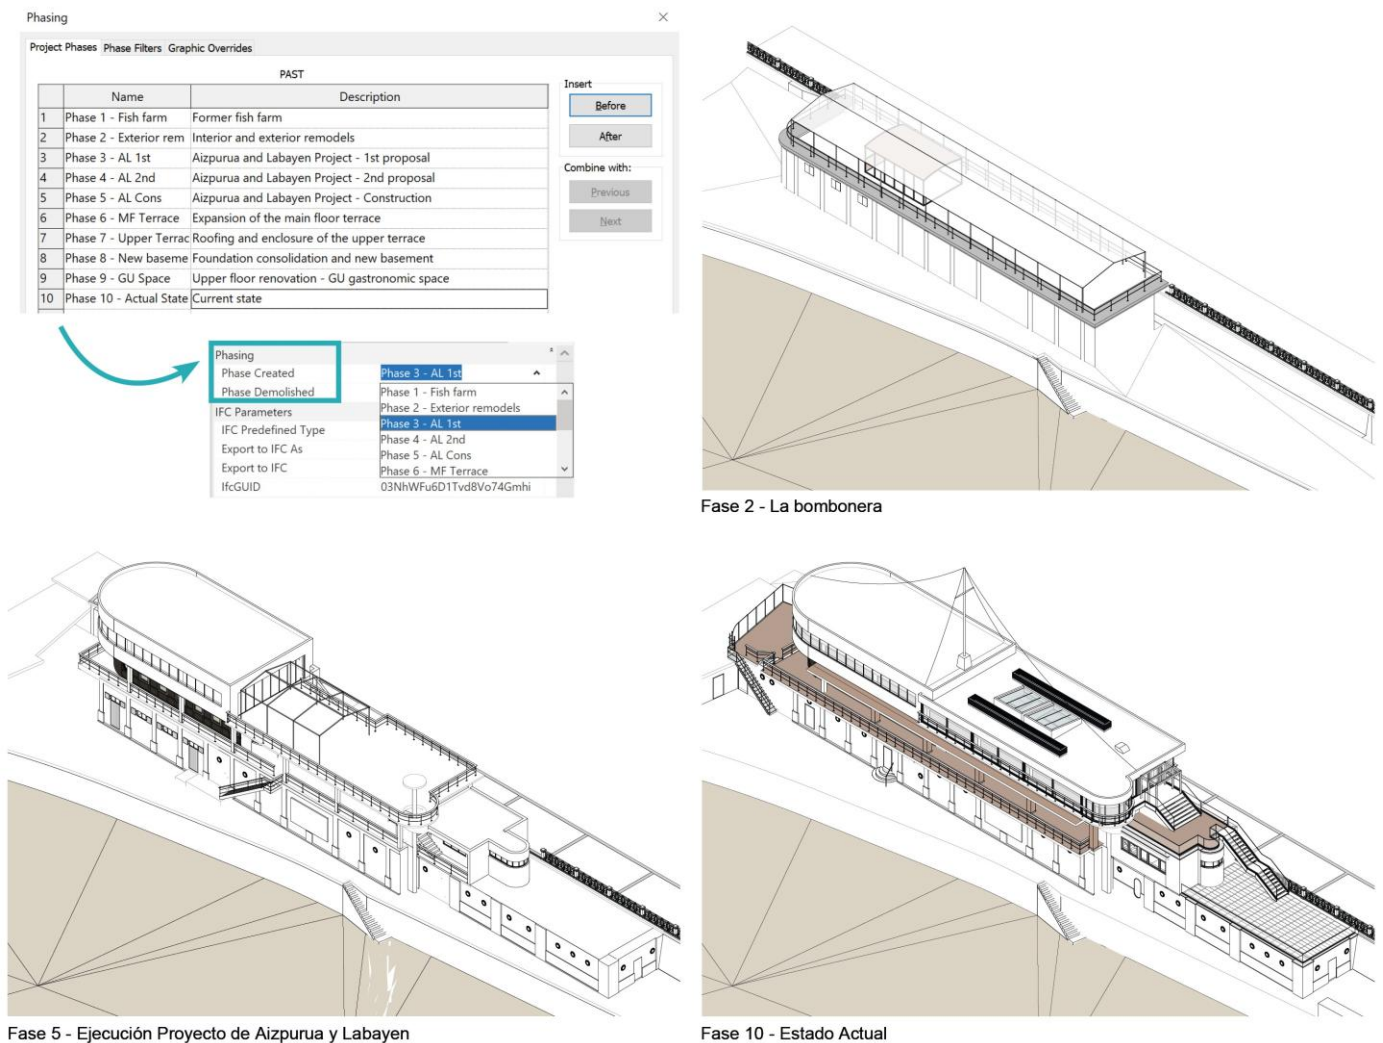 Phasing
Project Phases Phase Filters Graphic Overrides
PAST
Name Description
1 Phase 1 - Fish farm Former fish farm
2 Phase 2 - Exterior rem Interior and exterior remodels
3 Phase 3 - AL 1st Aizpurua and Labayen Project - 1st proposal
4 Phase 4 - AL 2nd Aizpurua and Labayen Project - 2nd proposal
5 Phase 5 - AL Cons Aizpurua and Labayen Project - Construction
6 Phase 6 - MF Terrace Expansion of the main floor terrace
7 Phase 7 - Upper Terrac Roofing and enclosure of the upper terrace
8 Phase 8 - New baseme Foundation consolidation and new basement
9 Phase 9 - GU Space Upper floor renovation - GU gastronomic space
10 Phase 10 - Actual State Current state
Insert
Before
After
Combine with:
Previous
Next
Phasing
Phase Created Phase 3 - AL 1st
Phase Demolished Phase 1 - Fish farm
IFC Parameters Phase 2 - Exterior remodels
IFC Predefined Type Phase 3 - AL 1st
Export to IFC As Phase 4 - AL 2nd
Phase 5 - AL Cons
Export to IFC Phase 6 - MF Terrace
IfcGUID 03NhWFu6D1Tvd8Vo74Gmhi
Fase 2 - La bombonera
Fase 5 - Ejecución Proyecto de Aizpurua y Labayen
Fase 10 - Estado Actual